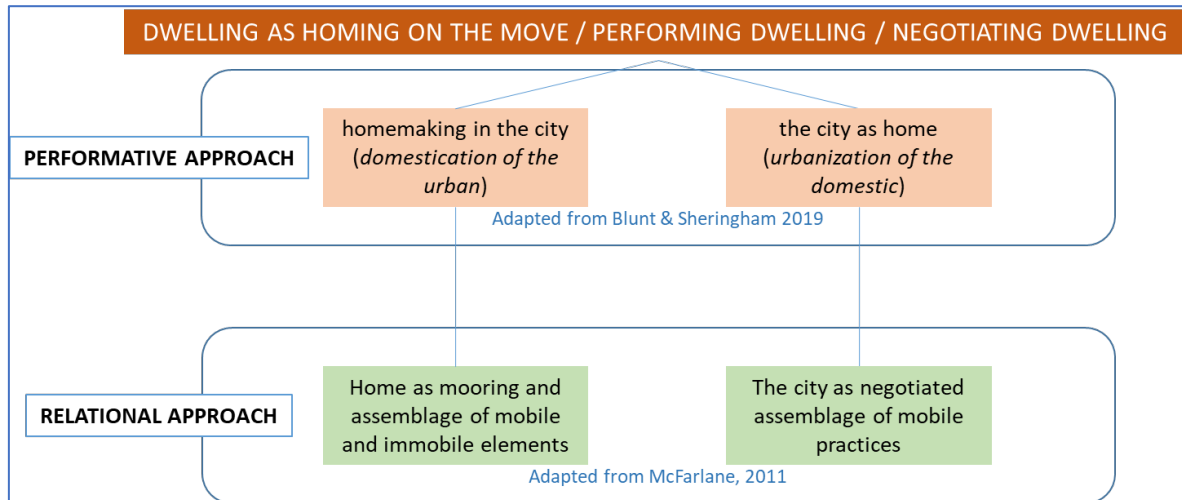 DWELLING AS HOMING ON THE MOVE / PERFORMING DWELLING / NEGOTIATING DWELLING
PERFORMATIVE APPROACH
homemaking in the city
(domestication of the
urban)
the city as home
(urbanization of the
domestic)
Adapted from Blunt & Sheringham 2019
RELATIONAL APPROACH
Home as mooring and
assemblage of mobile
and immobile elements
The city as negotiated
assemblage of mobile
practices
Adapted from McFarlane, 2011